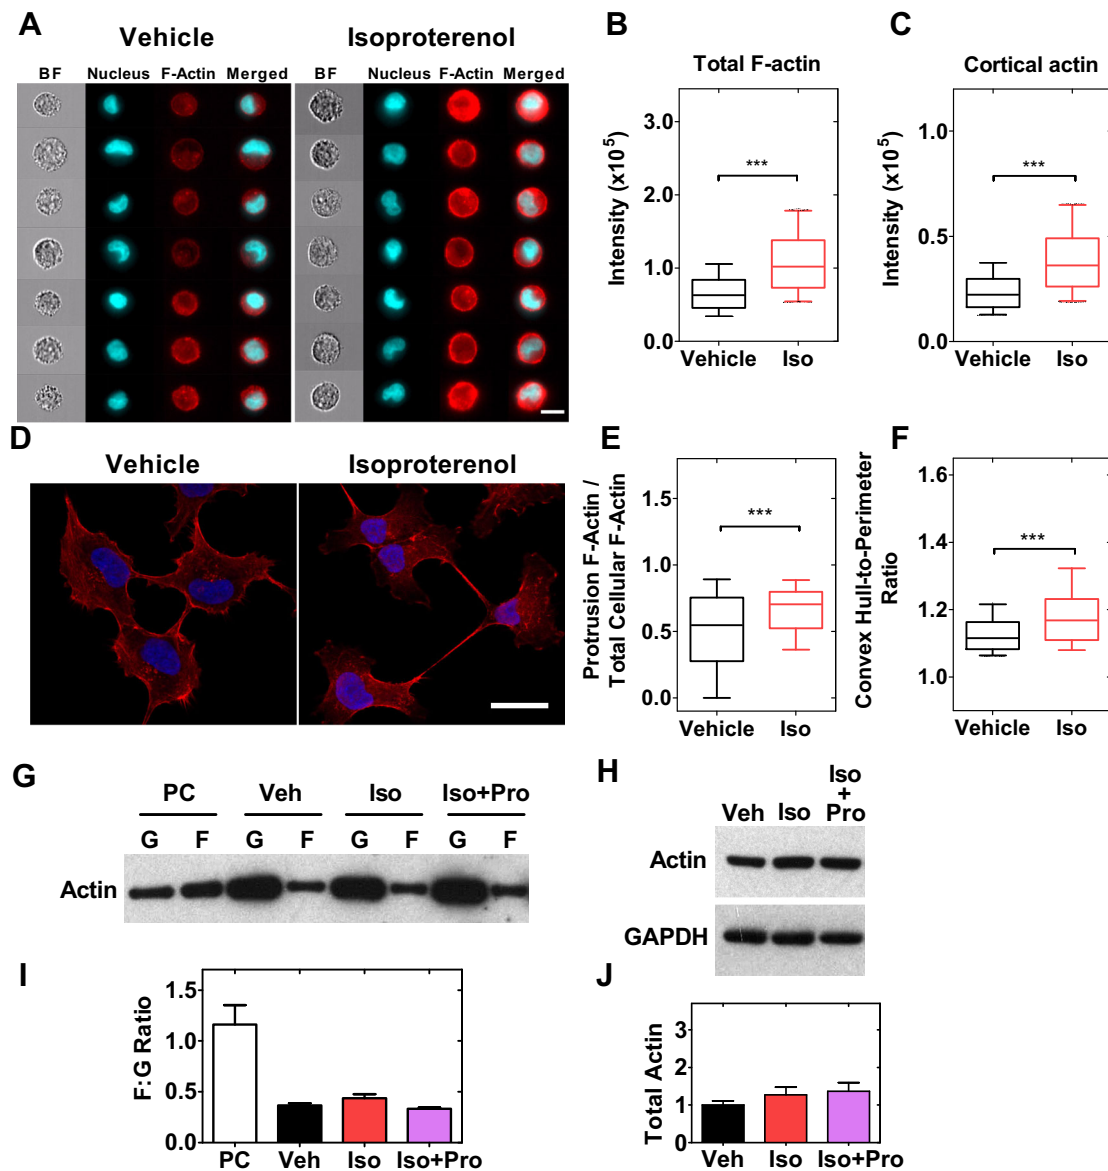 A
Vehicle
Isoproterenol
BF
Nucleus
F-Actin
Merged
BF
Nucleus
F-Actin
Merged
B
Total F-actin
Intensity (x10^5)
3.0
2.0
1.0
0.0
***
Vehicle
Iso
C
Cortical actin
Intensity (x10^5)
1.0
0.5
0.0
***
Vehicle
Iso
D
Vehicle
Isoproterenol
E
Protrusion F-Actin /
Total Cellular F-Actin
1.5
1.0
0.5
0.0
***
Vehicle
Iso
F
Convex Hull-to-Perimeter
Ratio
1.6
1.4
1.2
1.0
***
Vehicle
Iso
G
PC
Veh
Iso
Iso+Pro
G
F
G
F
G
F
G
F
Actin
H
Veh
Iso
Iso
+
Pro
Actin
GAPDH
I
F:G Ratio
1.5
1.0
0.5
0.0
PC
Veh
Iso
Iso+Pro
J
Total Actin
3
2
1
0
Veh
Iso
Iso+Pro